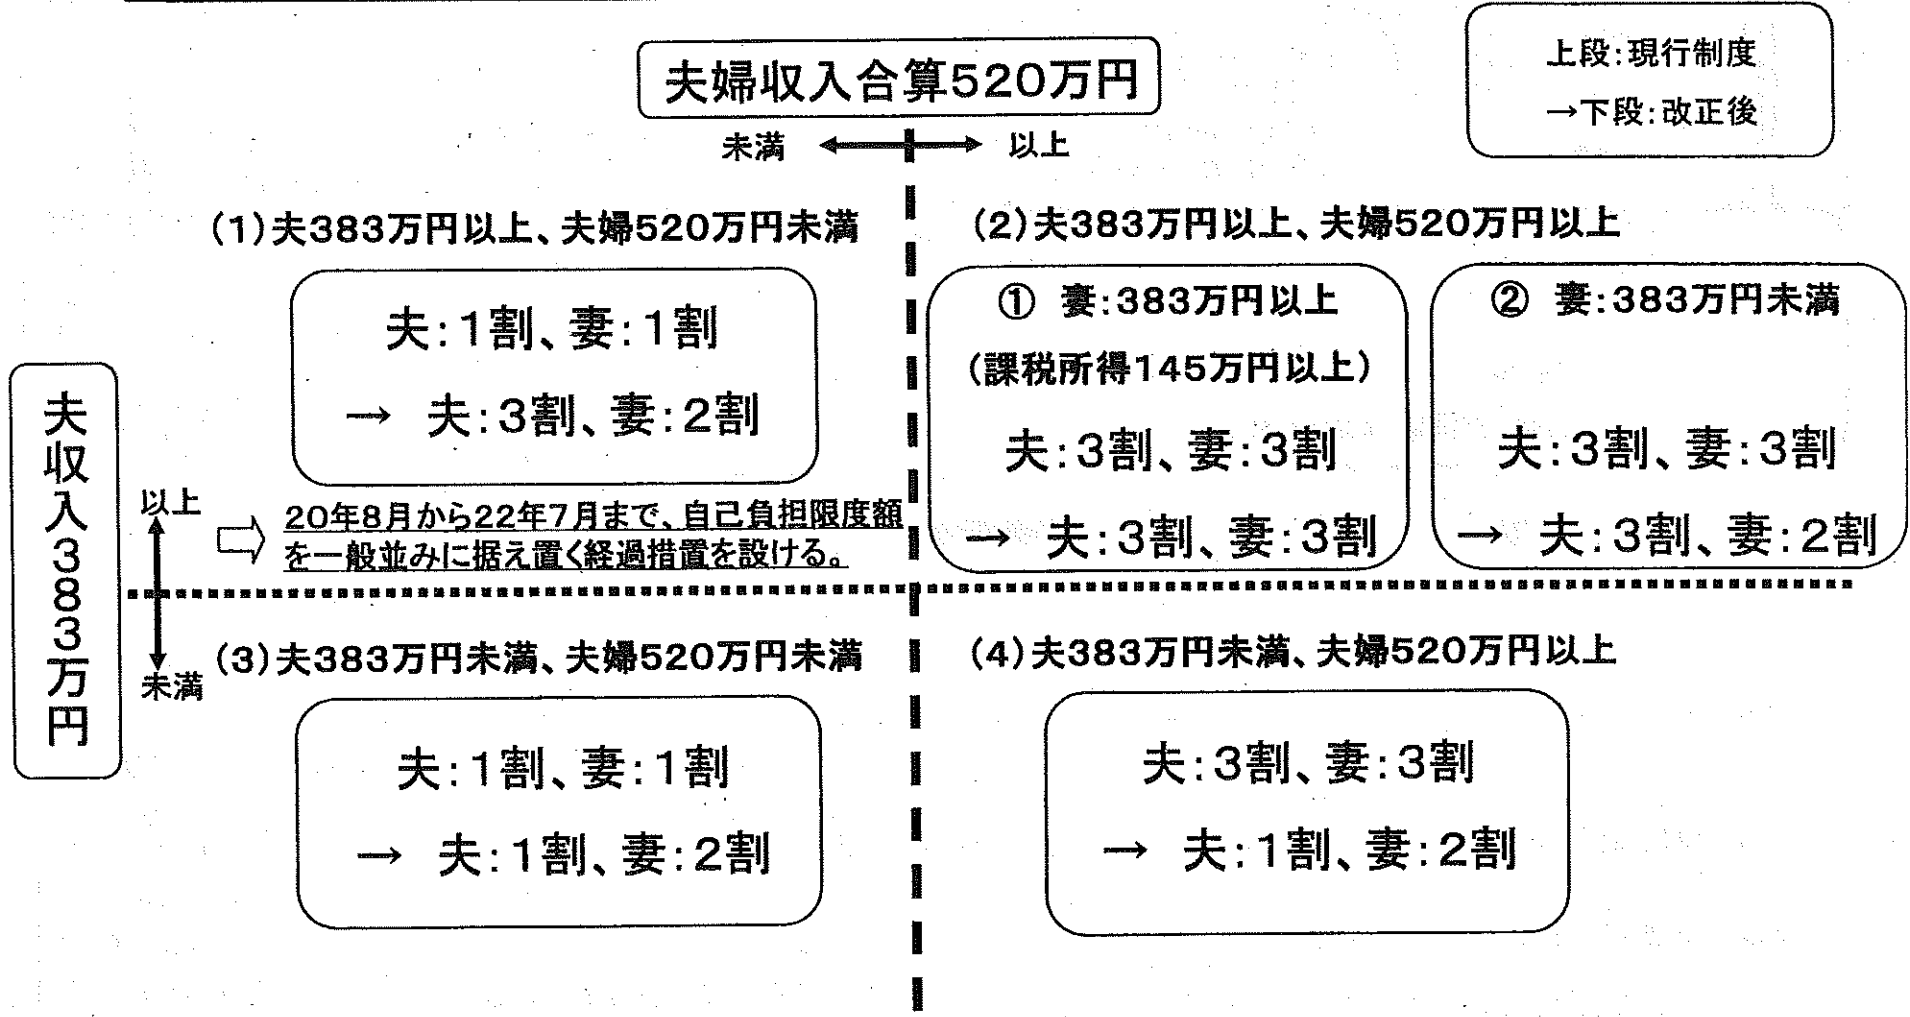 夫婦収入合算520万円
上段:現行制度
→下段:改正後
未満 以上
(1)夫383万円以上、夫婦520万円未満
夫:1割、妻:1割
→ 夫:3割、妻:2割
20年8月から22年7月まで、自己負担限度額
を一般並みに据え置く経過措置を設ける。
(2)夫383万円以上、夫婦520万円以上
① 妻:383万円以上
(課税所得145万円以上)
夫:3割、妻:3割
→ 夫:3割、妻:3割
② 妻:383万円未満
夫:3割、妻:3割
→ 夫:3割、妻:2割
夫収入383万円
以上
未満
(3)夫383万円未満、夫婦520万円未満
夫:1割、妻:1割
→ 夫:1割、妻:2割
(4)夫383万円未満、夫婦520万円以上
夫:3割、妻:3割
→ 夫:1割、妻:2割